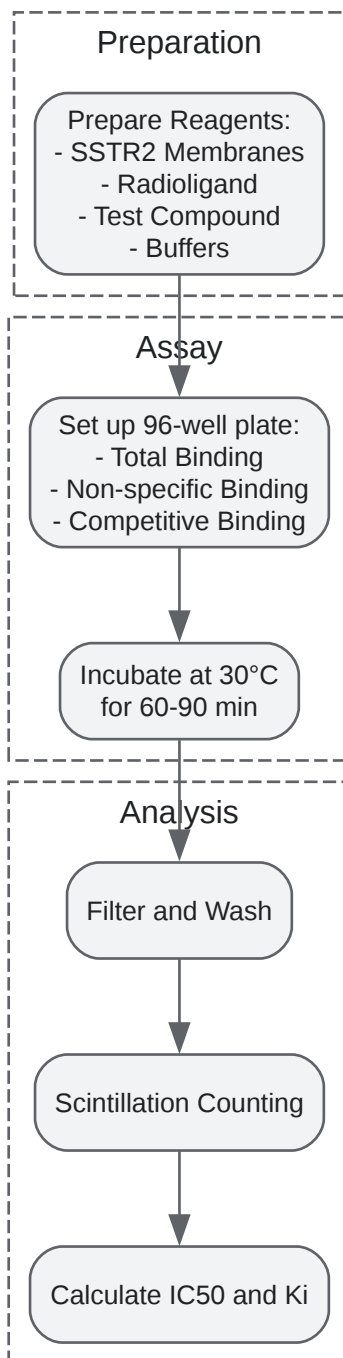 Preparation
Prepare Reagents:
- SSTR2 Membranes
- Radioligand
- Test Compound
- Buffers
Assay
Set up 96-well plate:
- Total Binding
- Non-specific Binding
- Competitive Binding
Incubate at 30°C
for 60-90 min
Analysis
Filter and Wash
Scintillation Counting
Calculate IC50 and Ki